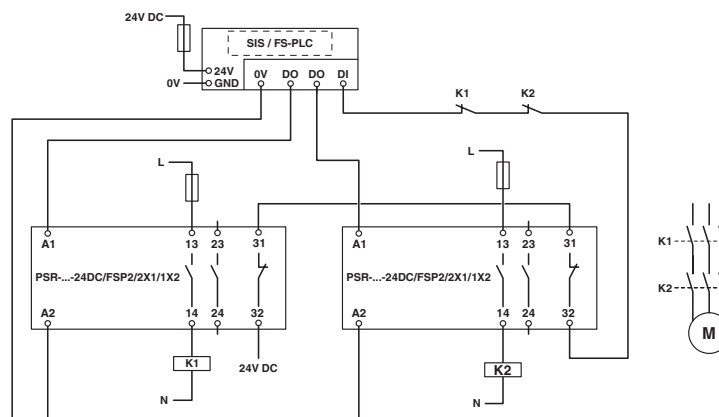 24V DC
SIS / FS-PLC
24V
0V DO DO DI
0V GND
K1 K2
L L
A1 13 23 31 A1 13 23 31
K1
PSR-...-24DC/FSP2/2X1/1X2 PSR-...-24DC/FSP2/2X1/1X2
K2
A2 14 24 32 A2 14 24 32
M
K1 24V DC K2
N N